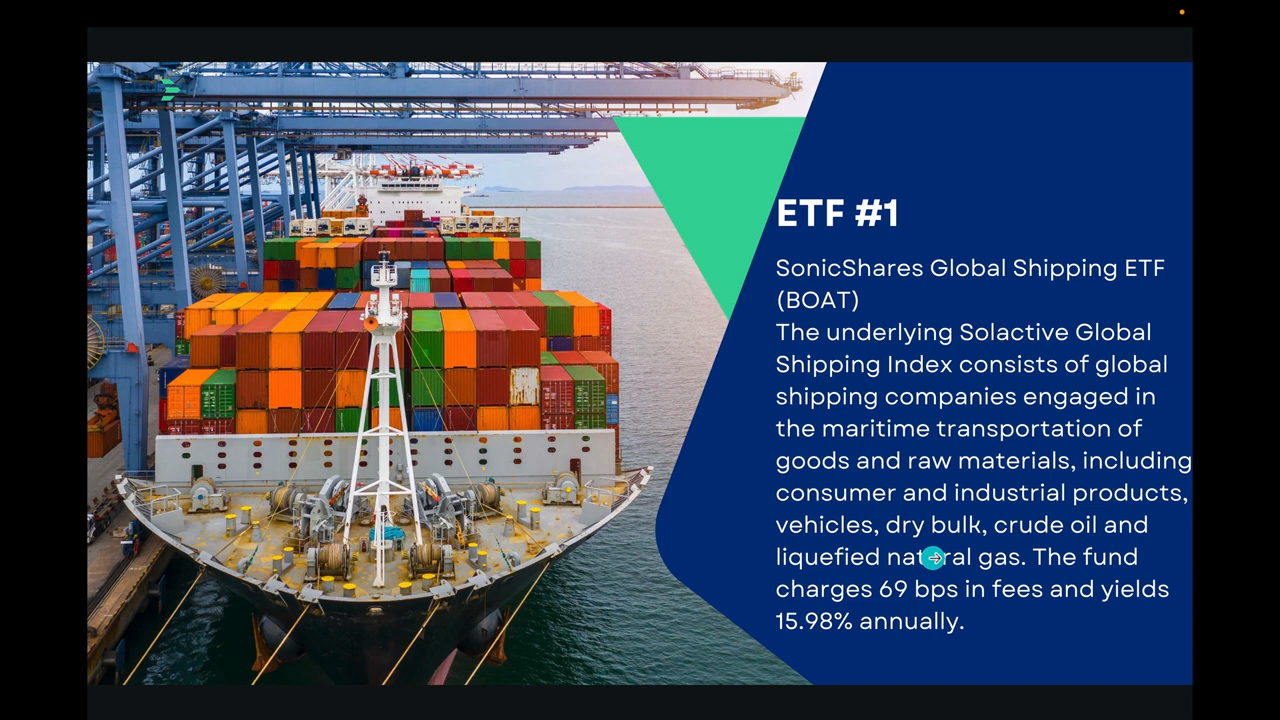 ETF #1
SonicShares Global Shipping ETF
(BOAT)
The underlying Solactive Global
Shipping Index consists of global
shipping companies engaged in
the maritime transportation of
goods and raw materials, including
consumer and industrial products,
vehicles, dry bulk, crude oil and
liquefied natural gas. The fund
charges 69 bps in fees and yields
15.98% annually.